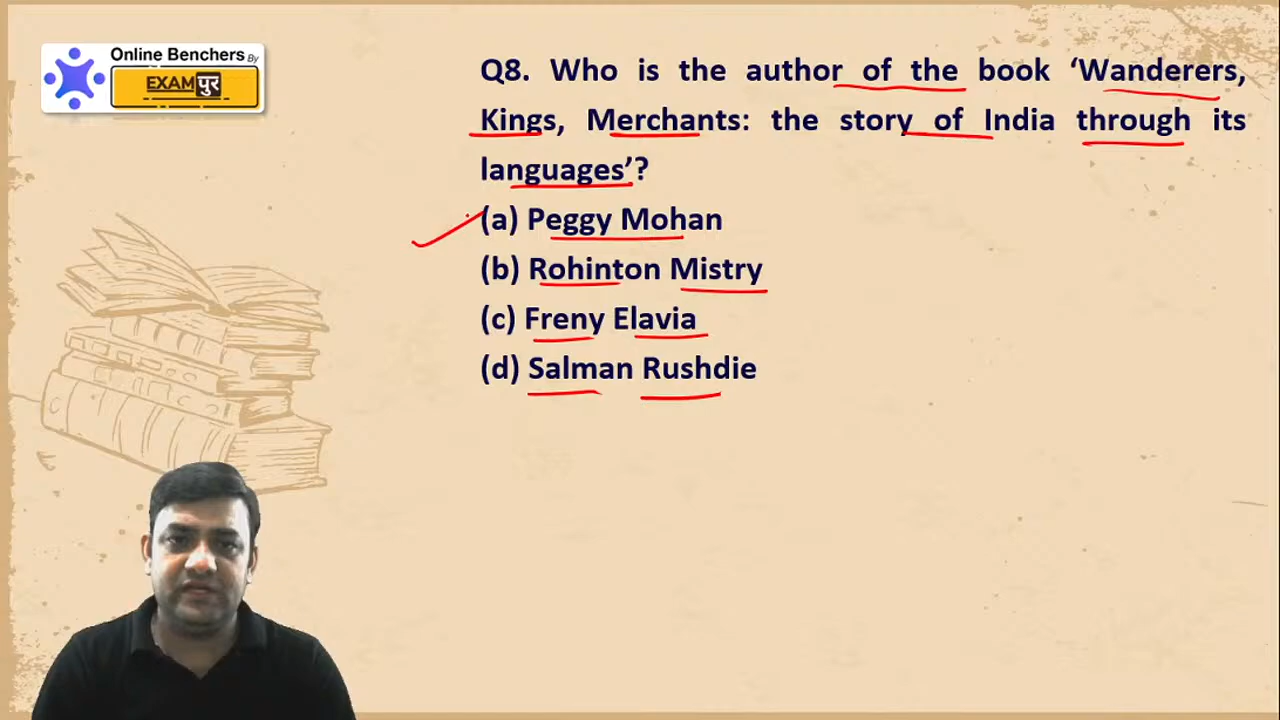 Online Benchers By
EXAMपुर
Q8. Who is the author of the book ‘Wanderers,
Kings, Merchants: the story of India through its
languages’?
(a) Peggy Mohan
(b) Rohinton Mistry
(c) Freny Elavia
(d) Salman Rushdie